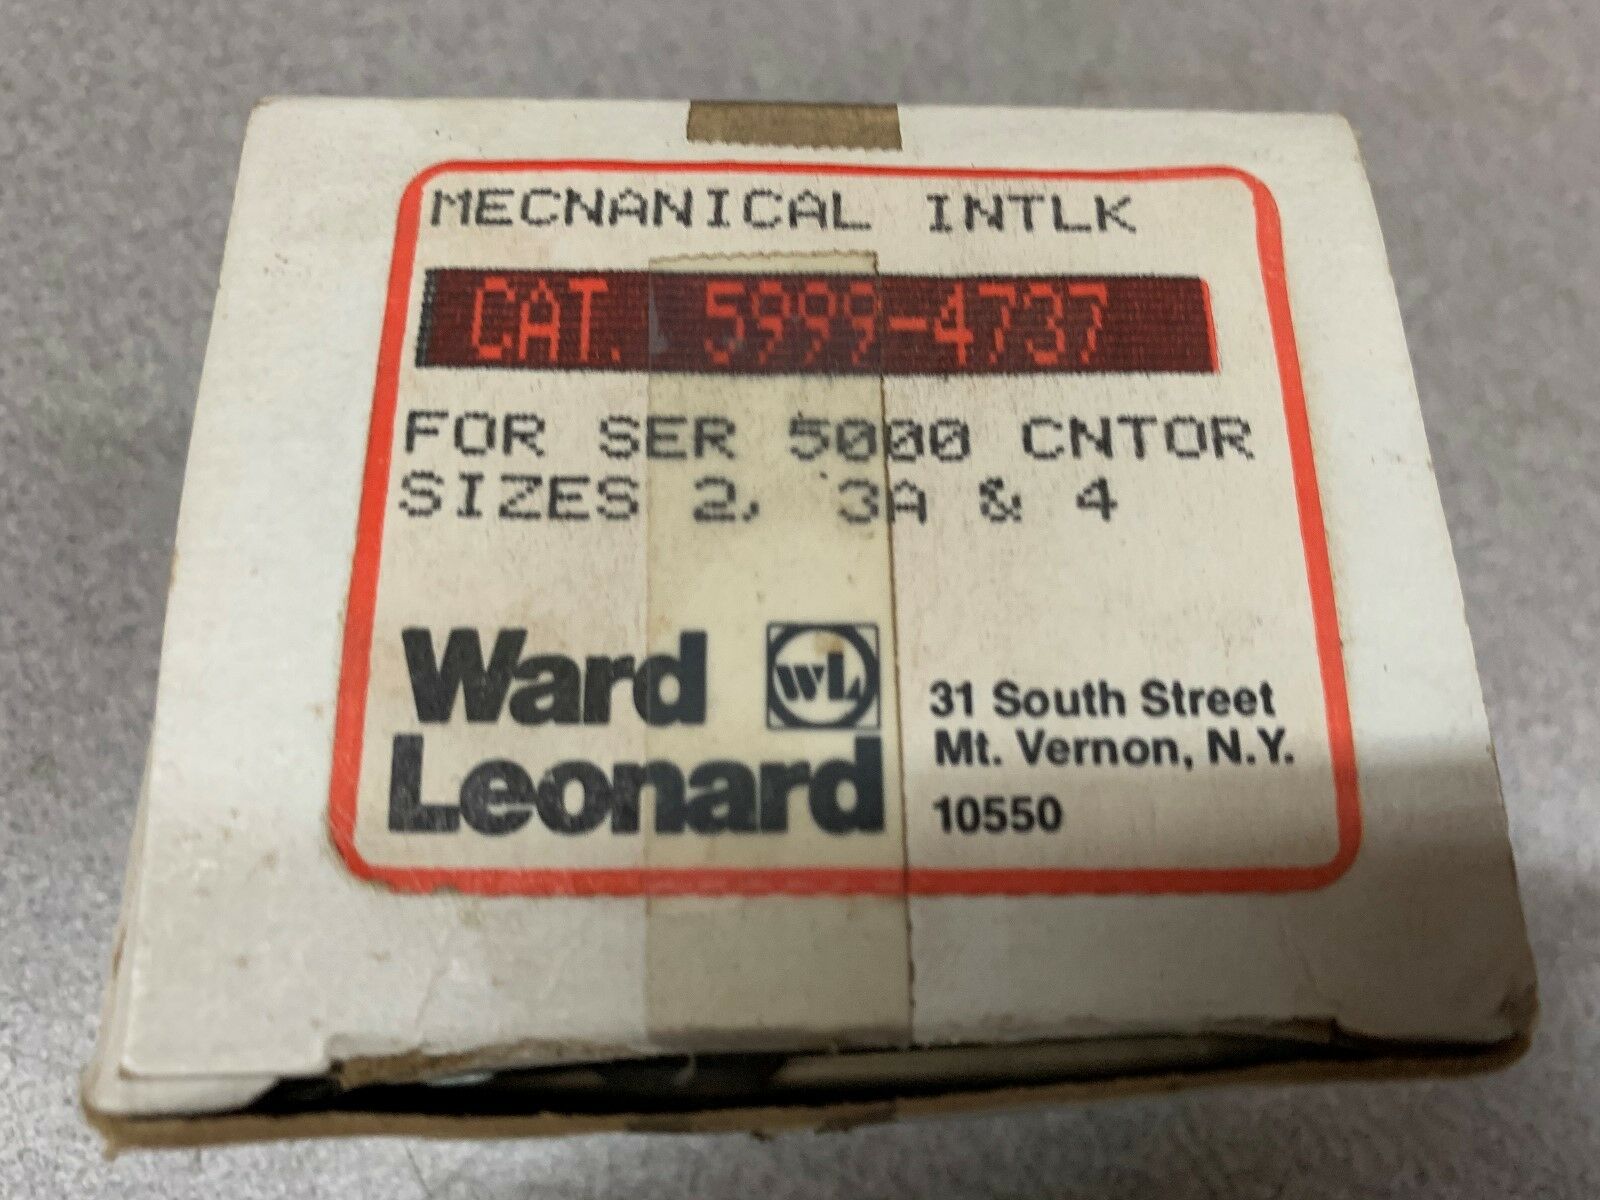 MECNANICAL INTLK
CAT. 5999-4737
FOR SER 5000 CNTOR
SIZES 2, 3A & 4
Ward
Leonard
WL
31 South Street
Mt. Vernon, N.Y.
10550